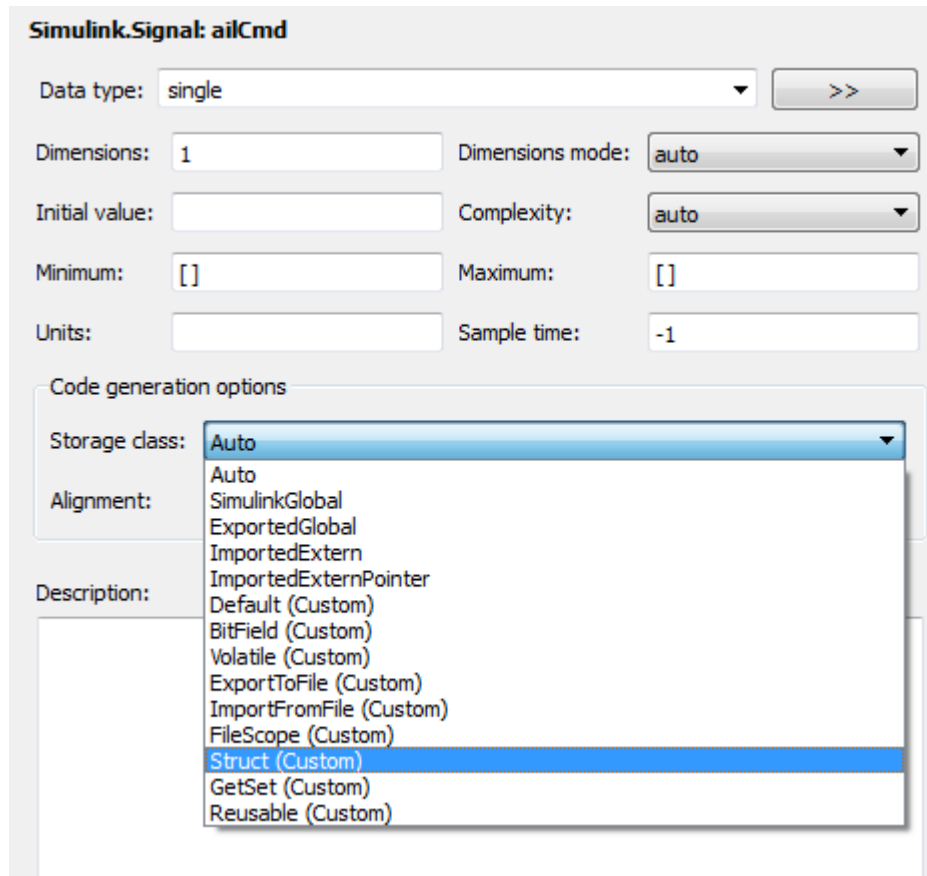 Simulink.Signal: ailCmd
Data type: single >>
Dimensions: 1 Dimensions mode: auto
Initial value: Complexity: auto
Minimum: [] Maximum: []
Units: Sample time: -1
Code generation options
Storage class: Auto
Auto
Alignment: SimulinkGlobal
ExportedGlobal
ImportedExtern
ImportedExternPointer
Description: Default (Custom)
BitField (Custom)
Volatile (Custom)
ExportToFile (Custom)
ImportFromFile (Custom)
FileScope (Custom)
Struct (Custom)
GetSet (Custom)
Reusable (Custom)